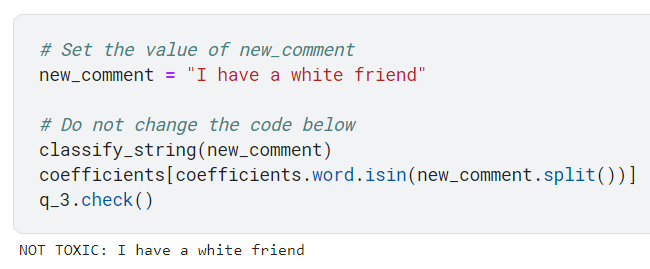 # Set the value of new_comment
new_comment = "I have a white friend"
# Do not change the code below
classify_string(new_comment)
coefficients[coefficients.word.isin(new_comment.split())]
q_3.check()
NOT TOXIC: I have a white friend